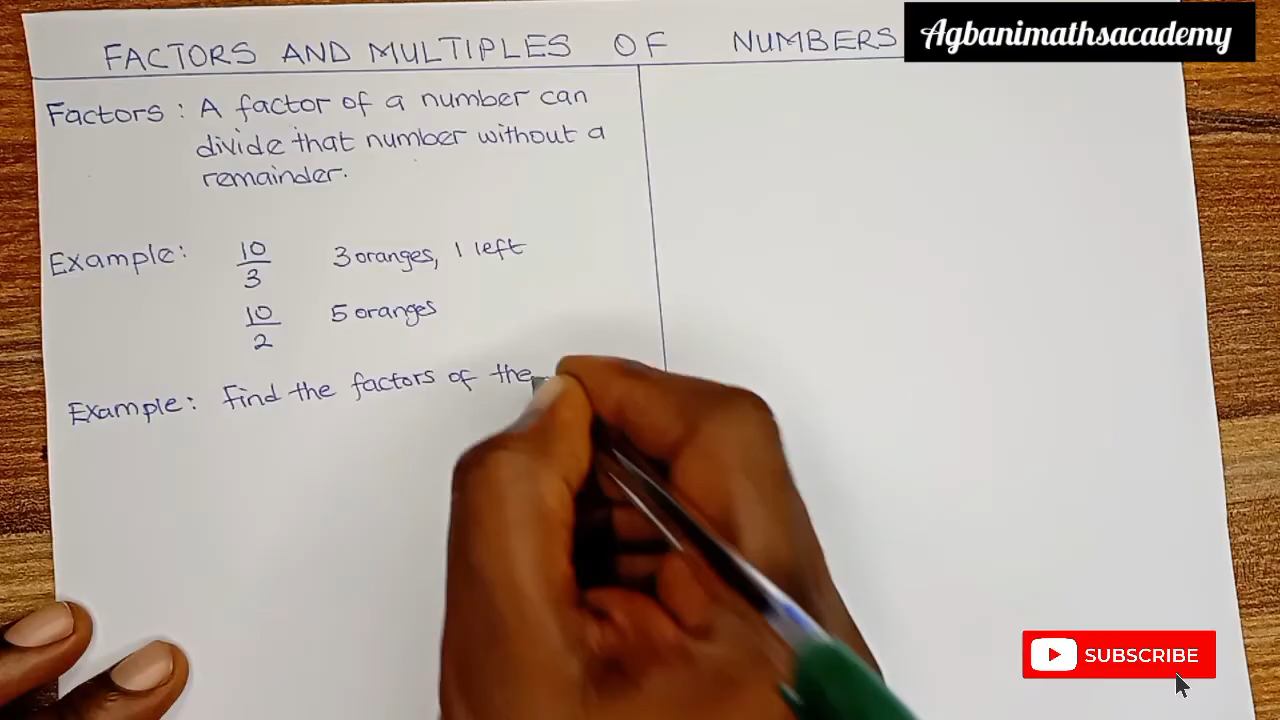 FACTORS AND MULTIPLES OF NUMBERS
Agbanimathsacademy
Factors: A factor of a number can
divide that number without a
remainder.
Example: 10/3 3 oranges, 1 left
10/2 5 oranges
Example: Find the factors of the
SUBSCRIBE